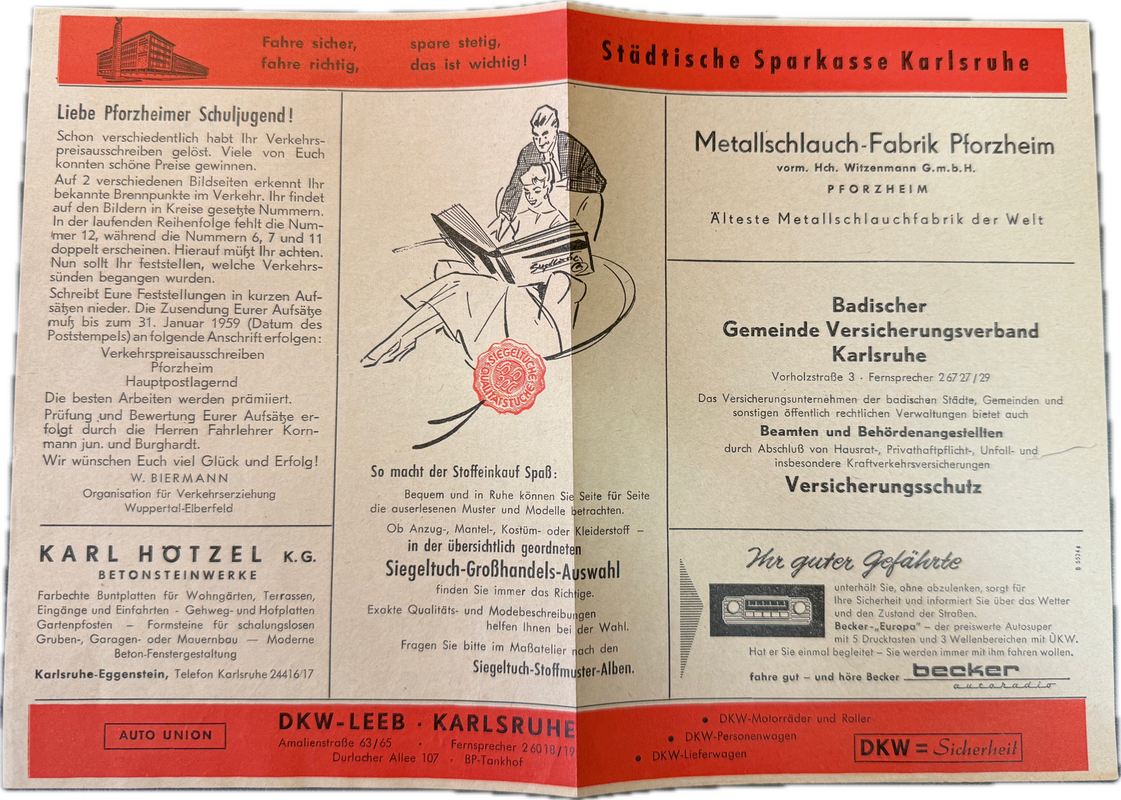 Fahre sicher, spare stetig,
fahre richtig, das ist wichtig!
Städtische Sparkasse Karlsruhe
Liebe Pforzheimer Schuljugend!
Schon verschiedentlich habt Ihr Verkehrs-
preisausschreiben gelöst. Viele von Euch
konnten schöne Preise gewinnen.
Auf 2 verschiedenen Bildseiten erkennt Ihr
bekannte Brennpunkte im Verkehr. Ihr findet
auf den Bildern in Kreise gesetzte Nummern.
In der laufenden Reihenfolge fehlt die Num-
mer 12, während die Nummern 6, 7 und 11
doppelt erscheinen. Hierauf müßt Ihr achten.
Nun sollt Ihr feststellen, welche Verkehrs-
sünden begangen wurden.
Schreibt Eure Feststellungen in kurzen Auf-
sätzen nieder. Die Zusendung Eurer Aufsätze
muß bis zum 31. Januar 1959 (Datum des
Poststempels) an folgende Anschrift erfolgen:
Verkehrspreisausschreiben
Pforzheim
Hauptpostlagernd
Die besten Arbeiten werden prämiiert.
Prüfung und Bewertung Eurer Aufsätze er-
folgt durch die Herren Fahrlehrer Korn-
mann jun. und Burghardt.
Wir wünschen Euch viel Glück und Erfolg!
W. BIERMANN
Organisation für Verkehrserziehung
Wuppertal-Elberfeld
KARL HÖTZEL K.G.
BETONSTEINWERKE
Farbechte Buntplatten für Wohngärten, Terrassen,
Eingänge und Einfahrten - Gehweg- und Hofplatten
Gartenpfosten – Formsteine für schalungslosen
Gruben-, Garagen- oder Mauernbau — Moderne
Beton-Fenstergestaltung
Karlsruhe-Eggenstein, Telefon Karlsruhe 24416/17
SIEGELTUCHE
QUALITÄTSTUCHE
So macht der Stoffeinkauf Spaß:
Bequem und in Ruhe können Sie Seite für Seite
die auserlesenen Muster und Modelle betrachten.
Ob Anzug-, Mantel-, Kostüm- oder Kleiderstoff –
in der übersichtlich geordneten
Siegeltuch-Großhandels-Auswahl
finden Sie immer das Richtige.
Exakte Qualitäts- und Modebeschreibungen
helfen Ihnen bei der Wahl.
Fragen Sie bitte im Maßatelier nach den
Siegeltuch-Stoffmuster-Alben.
Metallschlauch-Fabrik Pforzheim
vorm. Hch. Witzenmann G.m.b.H.
PFORZHEIM
Älteste Metallschlauchfabrik der Welt
Badischer
Gemeinde Versicherungsverband
Karlsruhe
Vorholzstraße 3 · Fernsprecher 26727/29
Das Versicherungsunternehmen der badischen Städte, Gemeinden und
sonstigen öffentlich rechtlichen Verwaltungen bietet auch
Beamten und Behördenangestellten
durch Abschluß von Hausrat-, Privathaftpflicht-, Unfall- und
insbesondere Kraftverkehrsversicherungen
Versicherungsschutz
Ihr guter Gefährte
B 5524a
unterhält Sie, ohne abzulenken, sorgt für
Ihre Sicherheit und informiert Sie über das Wetter
und den Zustand der Straßen.
Becker-„Europa“ – der preiswerte Autosuper
mit 5 Drucktasten und 3 Wellenbereichen mit UKW.
Hat er Sie einmal begleitet – Sie werden immer mit ihm fahren wollen.
fahre gut – und höre Becker
becker
autoradio
AUTO UNION
DKW-LEEB · KARLSRUHE
Amalienstraße 63/65 · Fernsprecher 26018/19
Durlacher Allee 107 · BP-Tankhof
• DKW-Motorräder und Roller
• DKW-Personenwagen
• DKW-Lieferwagen
DKW = Sicherheit